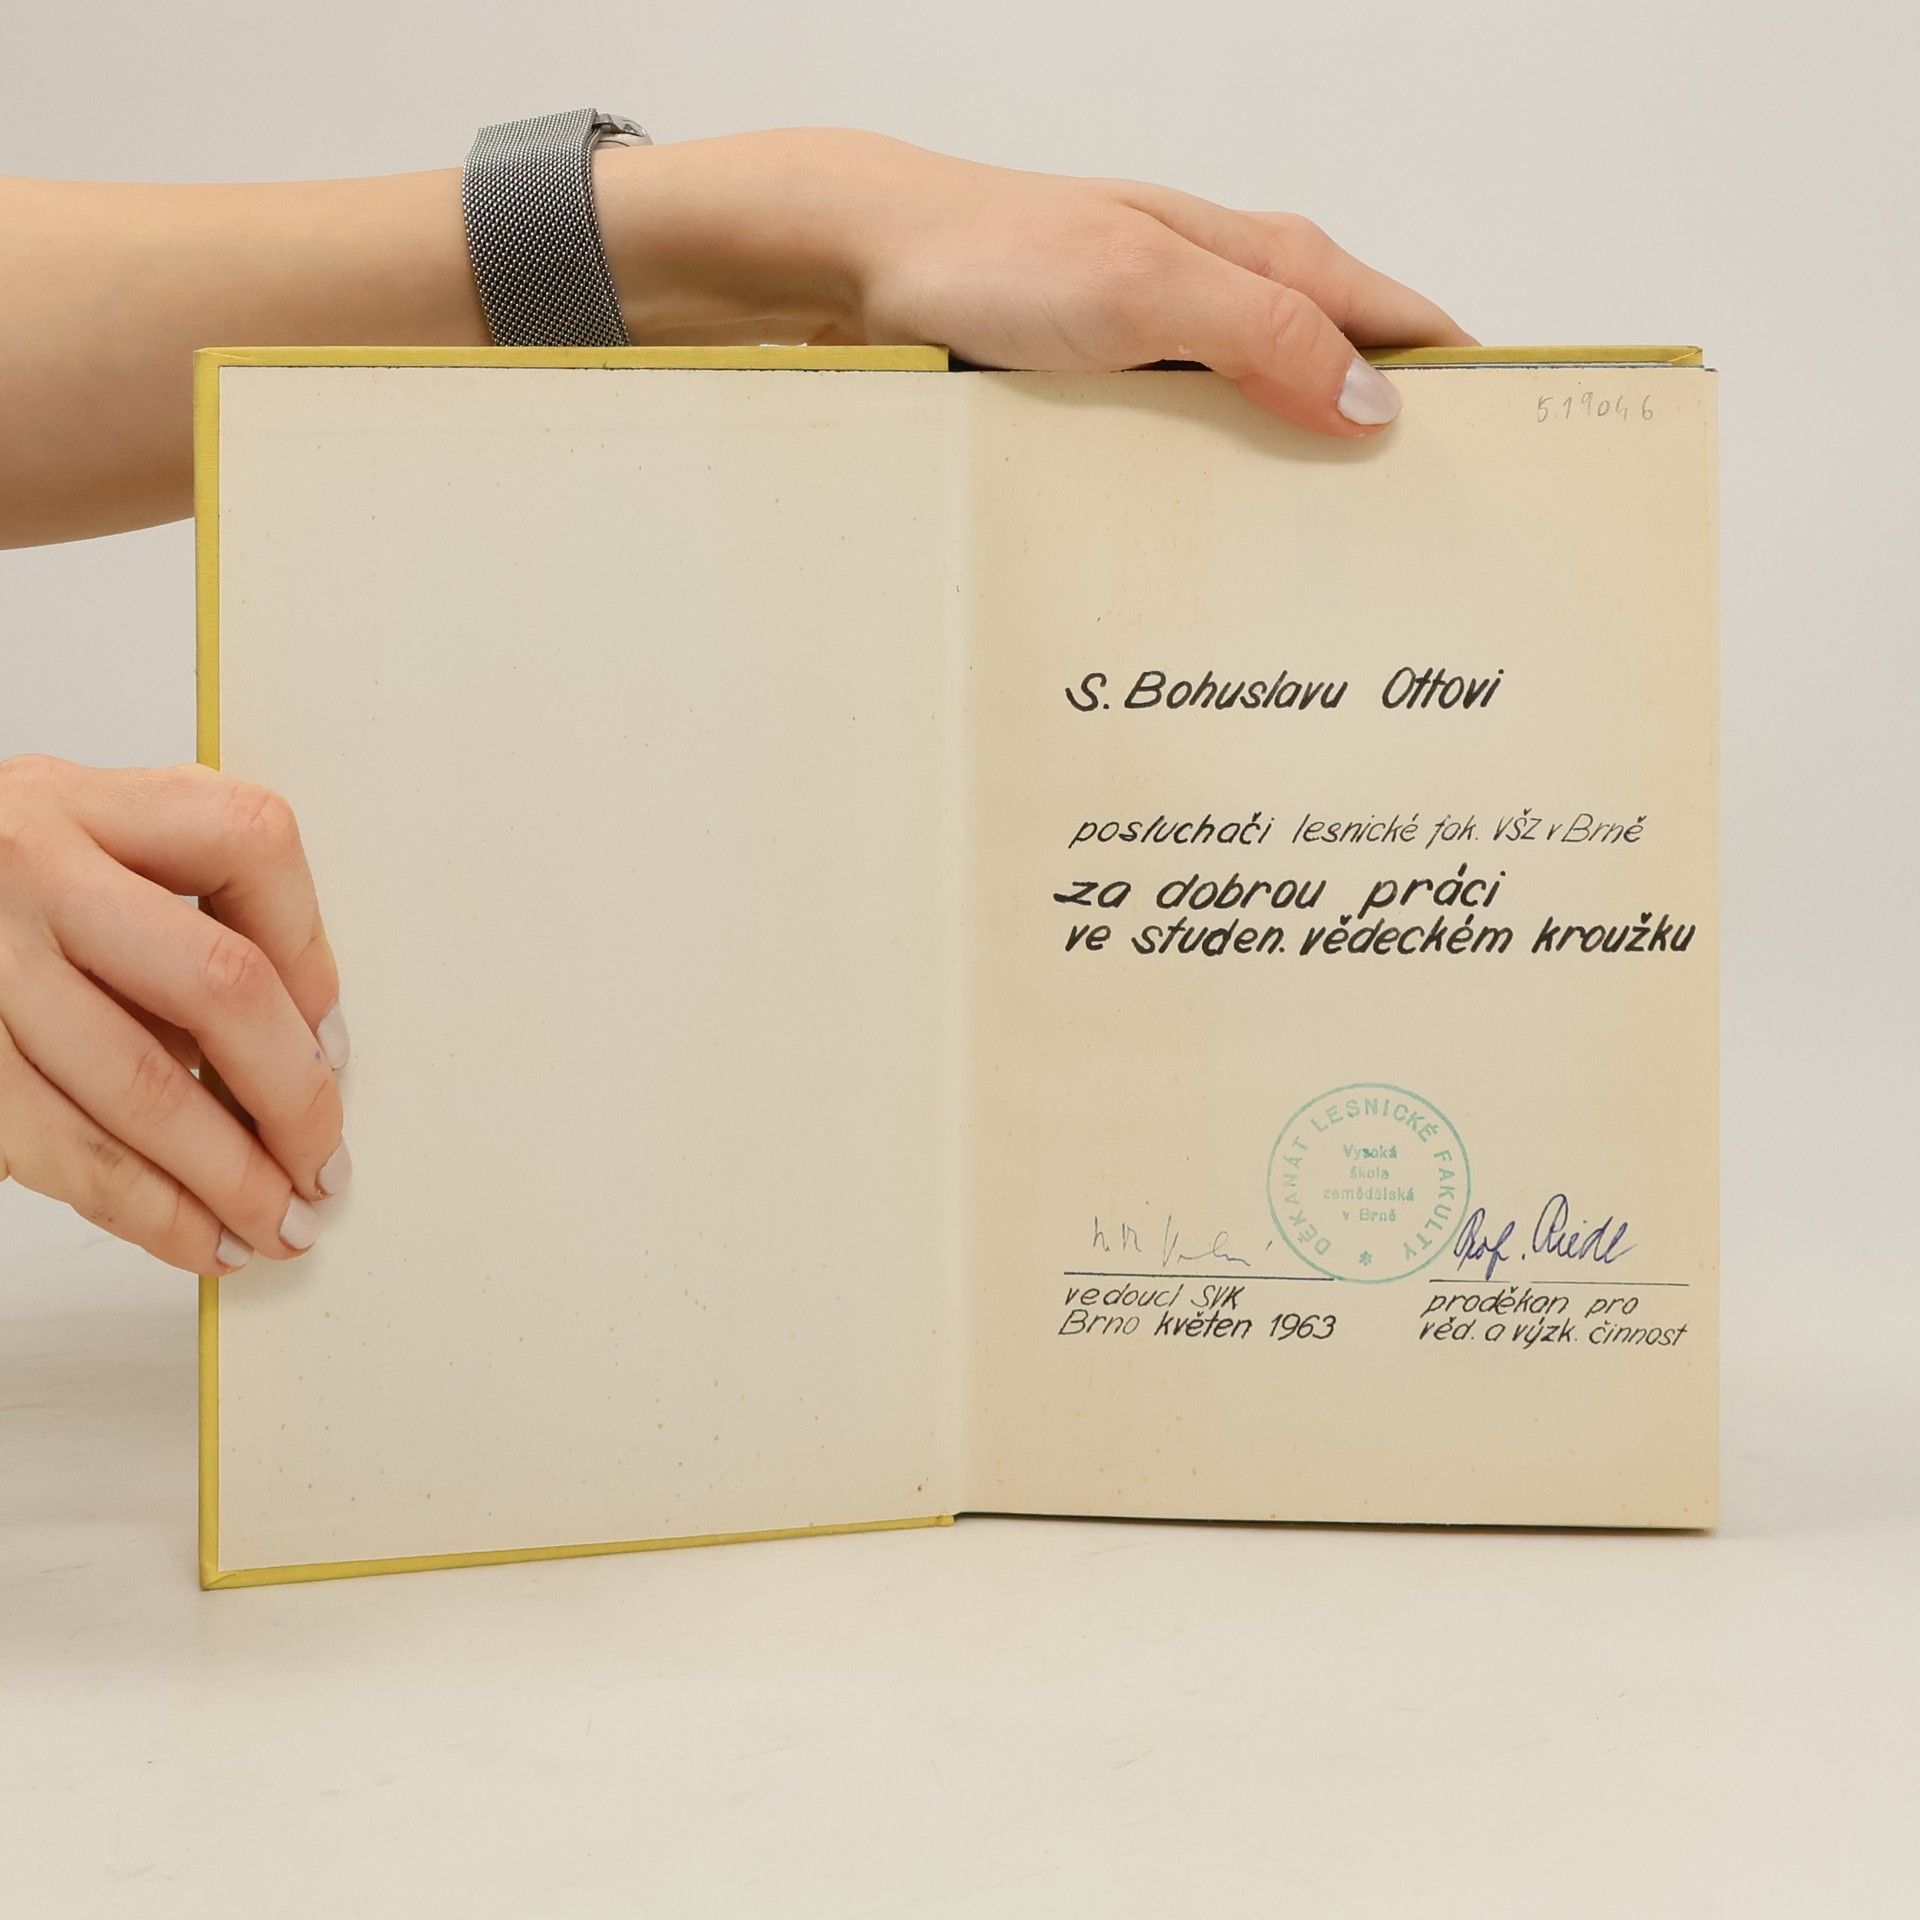 5.19046
S. Bohuslavu Ottovi
posluchači lesnické fak. VŠZ v Brně
za dobrou práci
ve studen. vědeckém kroužku
DĚKANÁT LESNICKÉ FAKULTY *
Vysoká
škola
zemědělská
v Brně
Prof. Riedl
vedoucí SVK
Brno květen 1963
proděkan pro
věd. a výzk. činnost